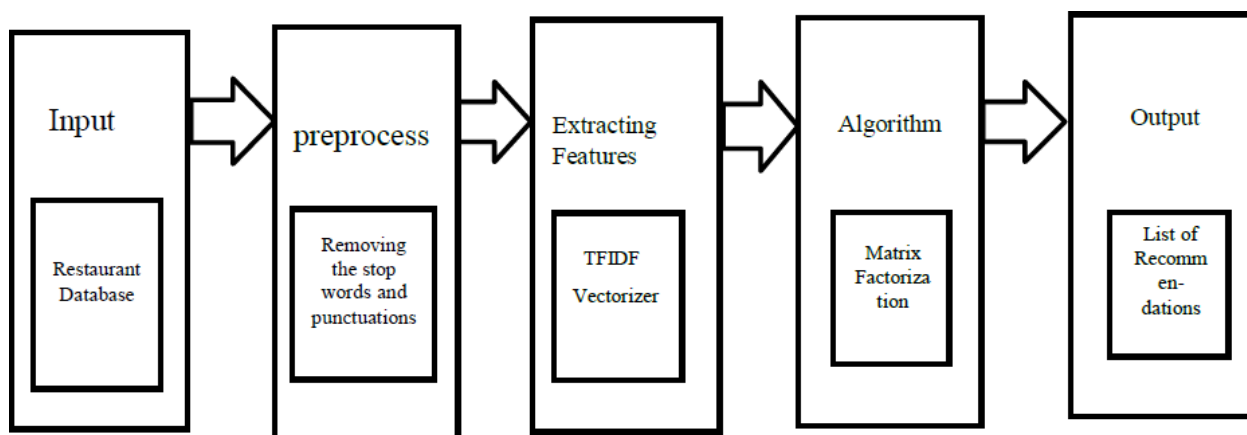 Input
Restaurant
Database
preprocess
Removing
the stop
words and
punctuations
Extracting
Features
TFIDF
Vectorizer
Algorithm
Matrix
Factoriza
tion
Output
List of
Recomm
en-
dations